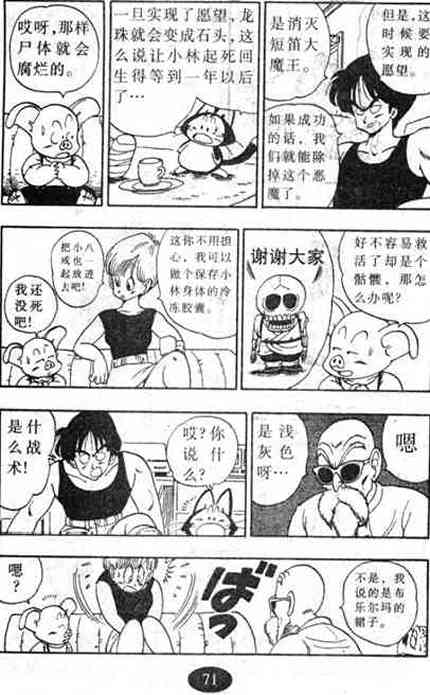 但是,这
时候要
实现的
愿望。
是消灭
短笛大
魔王。
如果成功
的话,我
们就能除
掉这个恶
魔了。
一旦实现了愿望,龙
珠就会变成石头,这
么说让小林起死回
生得等到一年以后
了…
哎呀,那样
尸体就会
腐烂的。
好不容易救
活了却是个
骷髅,那怎
么办呢?
谢谢大家
这你不用担
心,我可以
做个保存小
林身体的冷
冻胶囊。
把小八
戒也一
起放进
去吧!
我还
没死吧!
嗯
是浅
灰色
呀…
哎?你
说什
么?
是什
么战
术!
不是,我
说的是布
乐尔玛的
裙子。
ばっ
嗯?
71